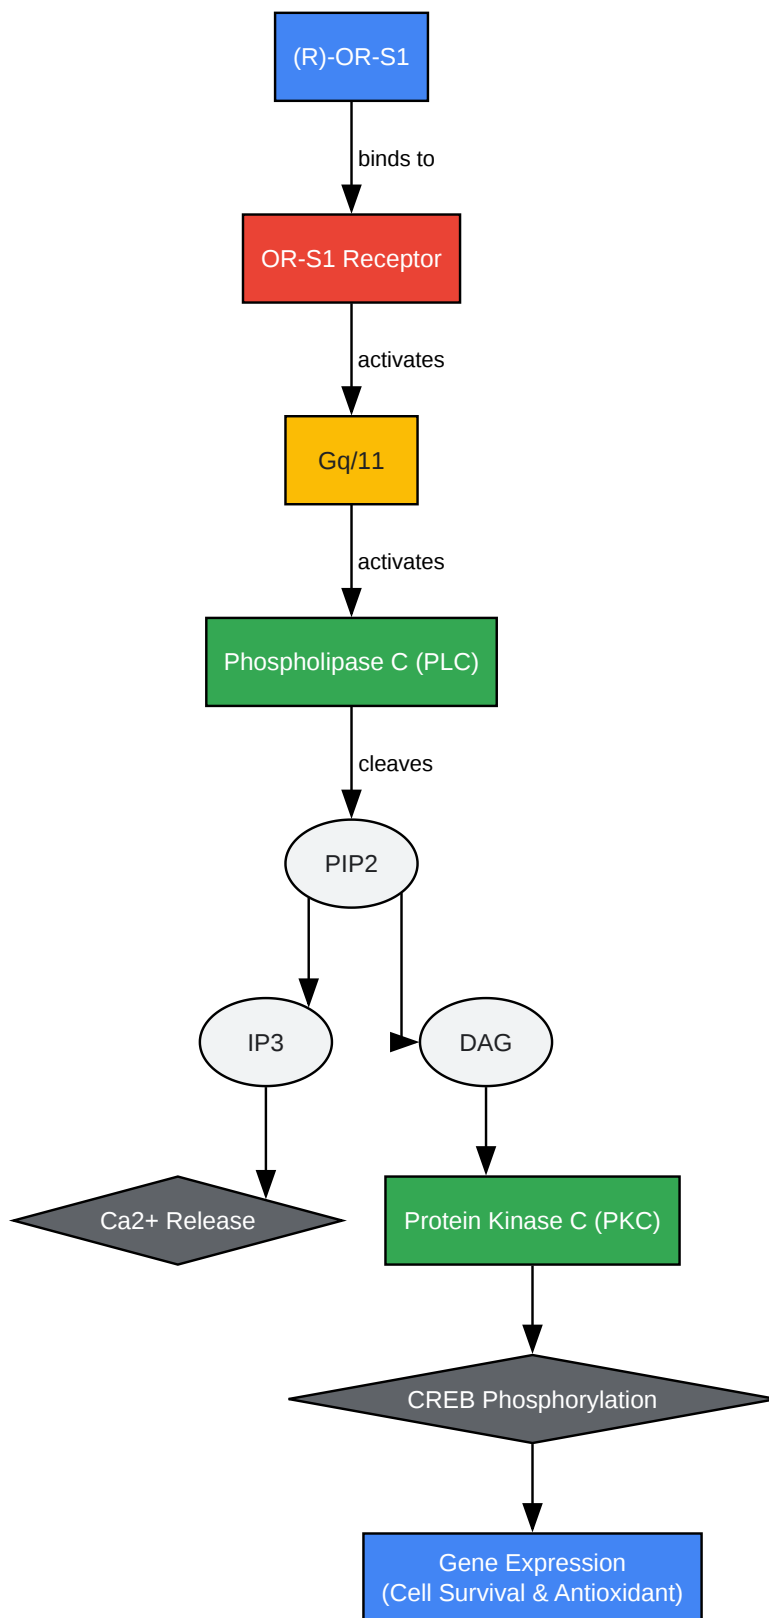 (R)-OR-S1
binds to
OR-S1 Receptor
activates
Gq/11
activates
Phospholipase C (PLC)
cleaves
PIP2
IP3
DAG
Ca2+ Release
Protein Kinase C (PKC)
CREB Phosphorylation
Gene Expression
(Cell Survival & Antioxidant)